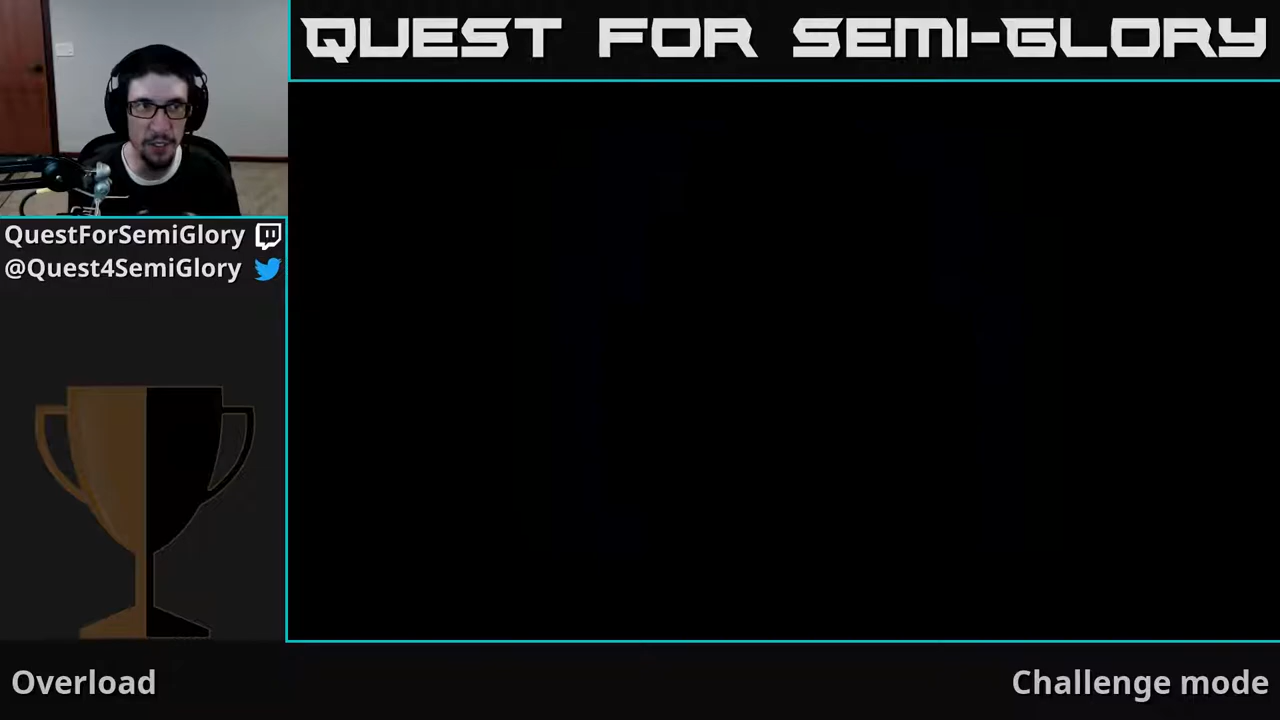 QUEST FOR SEMI-GLORY
QuestForSemiGlory
@Quest4SemiGlory
Overload
Challenge mode